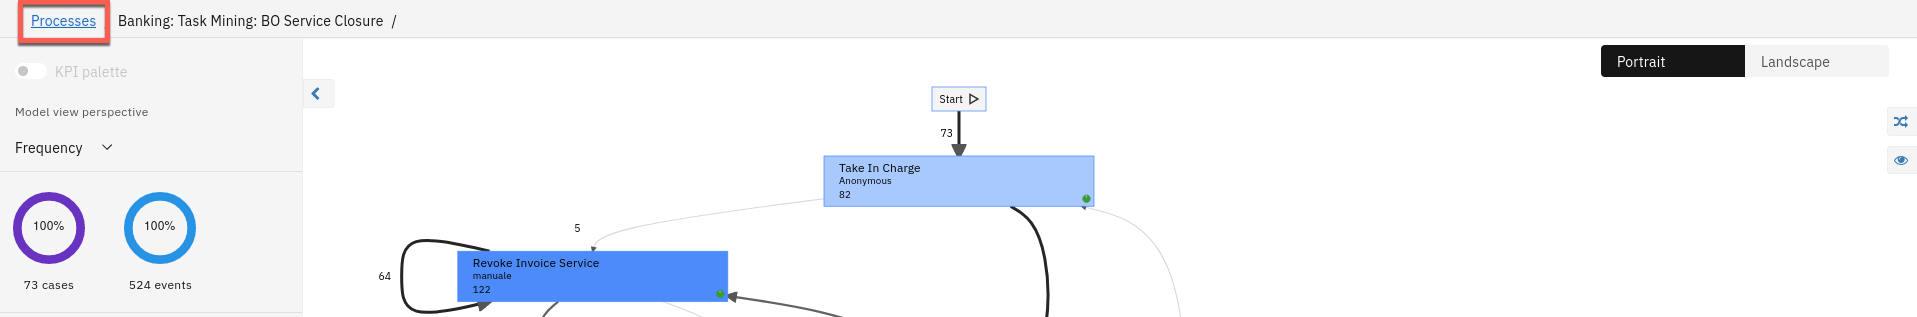 Processes Banking: Task Mining: BO Service Closure /
KPI palette
Model view perspective
Frequency
100%
100%
73 cases
524 events
Portrait
Landscape
Start
73
Take In Charge
Anonymous
82
5
64
Revoke Invoice Service
manuale
122